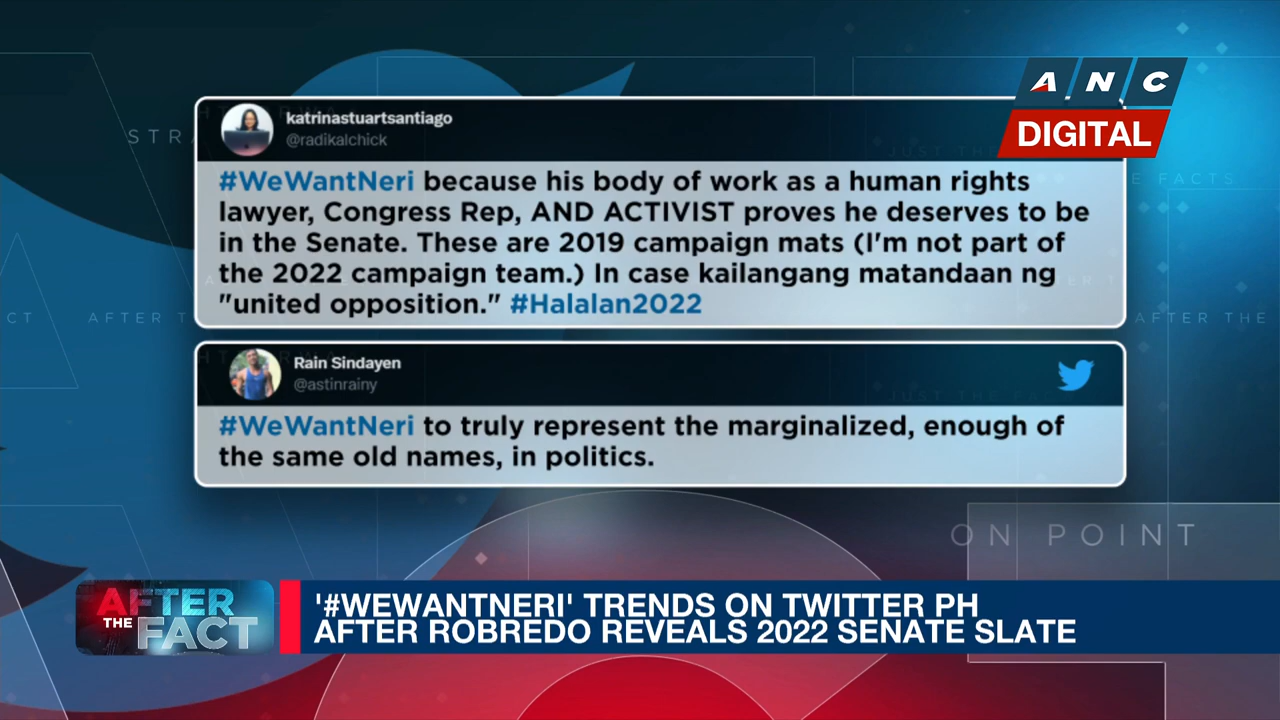 ANC
DIGITAL
katrinastuartsantiago
@radikalchick
#WeWantNeri because his body of work as a human rights
lawyer, Congress Rep, AND ACTIVIST proves he deserves to be
in the Senate. These are 2019 campaign mats (I'm not part of
the 2022 campaign team.) In case kailangang matandaan ng
"united opposition." #Halalan2022
Rain Sindayen
@astinrainy
#WeWantNeri to truly represent the marginalized, enough of
the same old names, in politics.
ON POINT
AFTER
THE
FACT
'#WEWANTNERI' TRENDS ON TWITTER PH
AFTER ROBREDO REVEALS 2022 SENATE SLATE